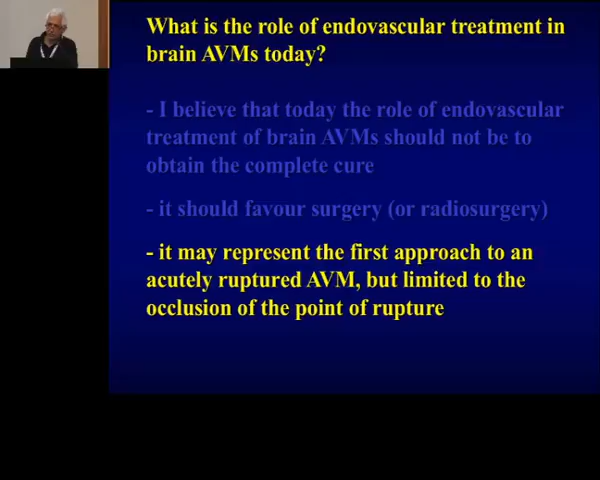 What is the role of endovascular treatment in
brain AVMs today?
- I believe that today the role of endovascular
treatment of brain AVMs should not be to
obtain the complete cure
- it should favour surgery (or radiosurgery)
- it may represent the first approach to an
acutely ruptured AVM, but limited to the
occlusion of the point of rupture